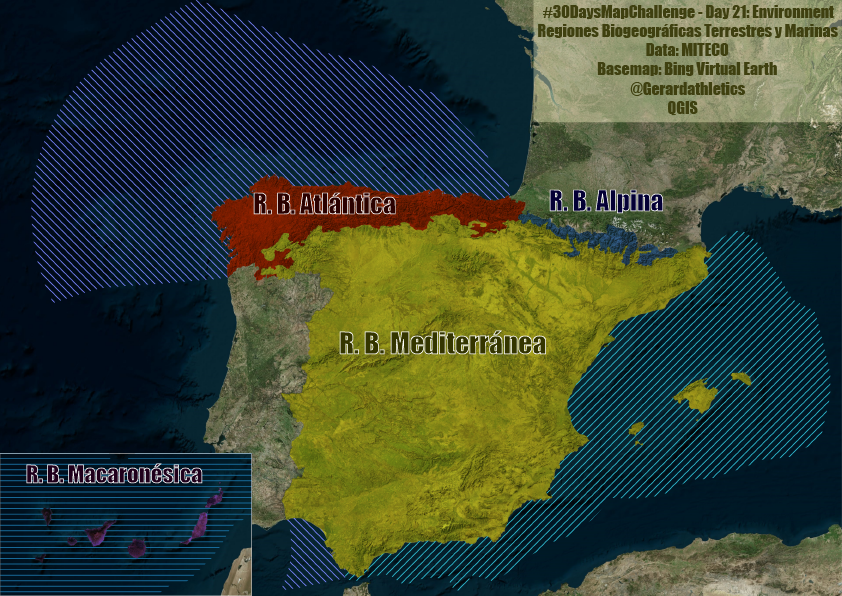 #30DaysMapChallenge - Day 21: Environment
Regiones Biogeográficas Terrestres y Marinas
Data: MITECO
Basemap: Bing Virtual Earth
@Gerardathletics
QGIS
R. B. Atlántica
R. B. Alpina
R. B. Mediterránea
R. B. Macaronésica